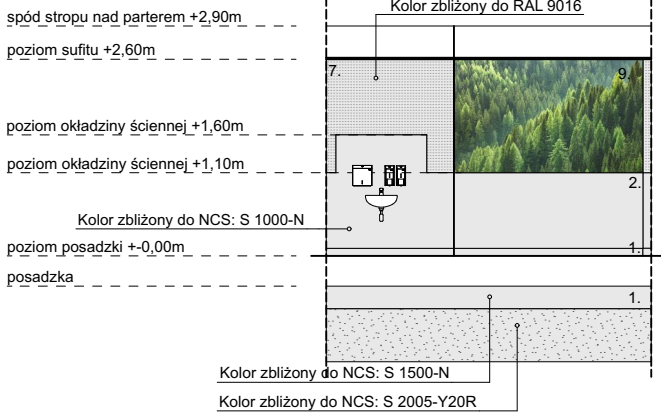 Kolor zbliżony do RAL 9016
spód stropu nad parterem +2,90m
poziom sufitu +2,60m
7.
9.
poziom okładziny ściennej +1,60m
poziom okładziny ściennej +1,10m
2.
Kolor zbliżony do NCS: S 1000-N
poziom posadzki +-0,00m
1.
posadzka
1.
Kolor zbliżony do NCS: S 1500-N
Kolor zbliżony do NCS: S 2005-Y20R